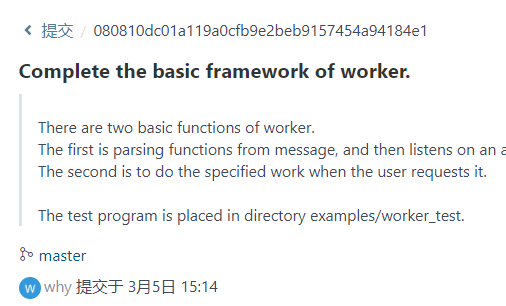 提交 / 080810dc01a119a0cfb9e2beb9157454a94184e1
Complete the basic framework of worker.
There are two basic functions of worker.
The first is parsing functions from message, and then listens on an a
The second is to do the specified work when the user requests it.
The test program is placed in directory examples/worker_test.
master
W why 提交于 3月5日 15:14